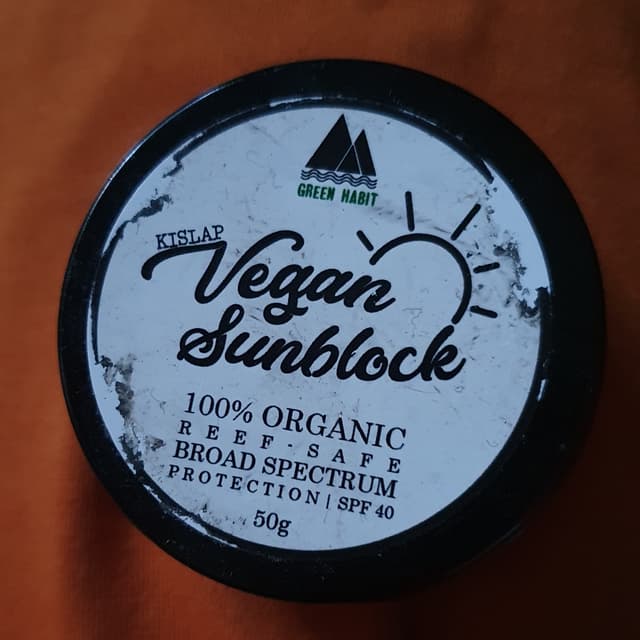 GREEN HABIT
KISLAP
Vegan
Sunblock
100% ORGANIC
REEF-SAFE
BROAD SPECTRUM
PROTECTION | SPF 40
50g